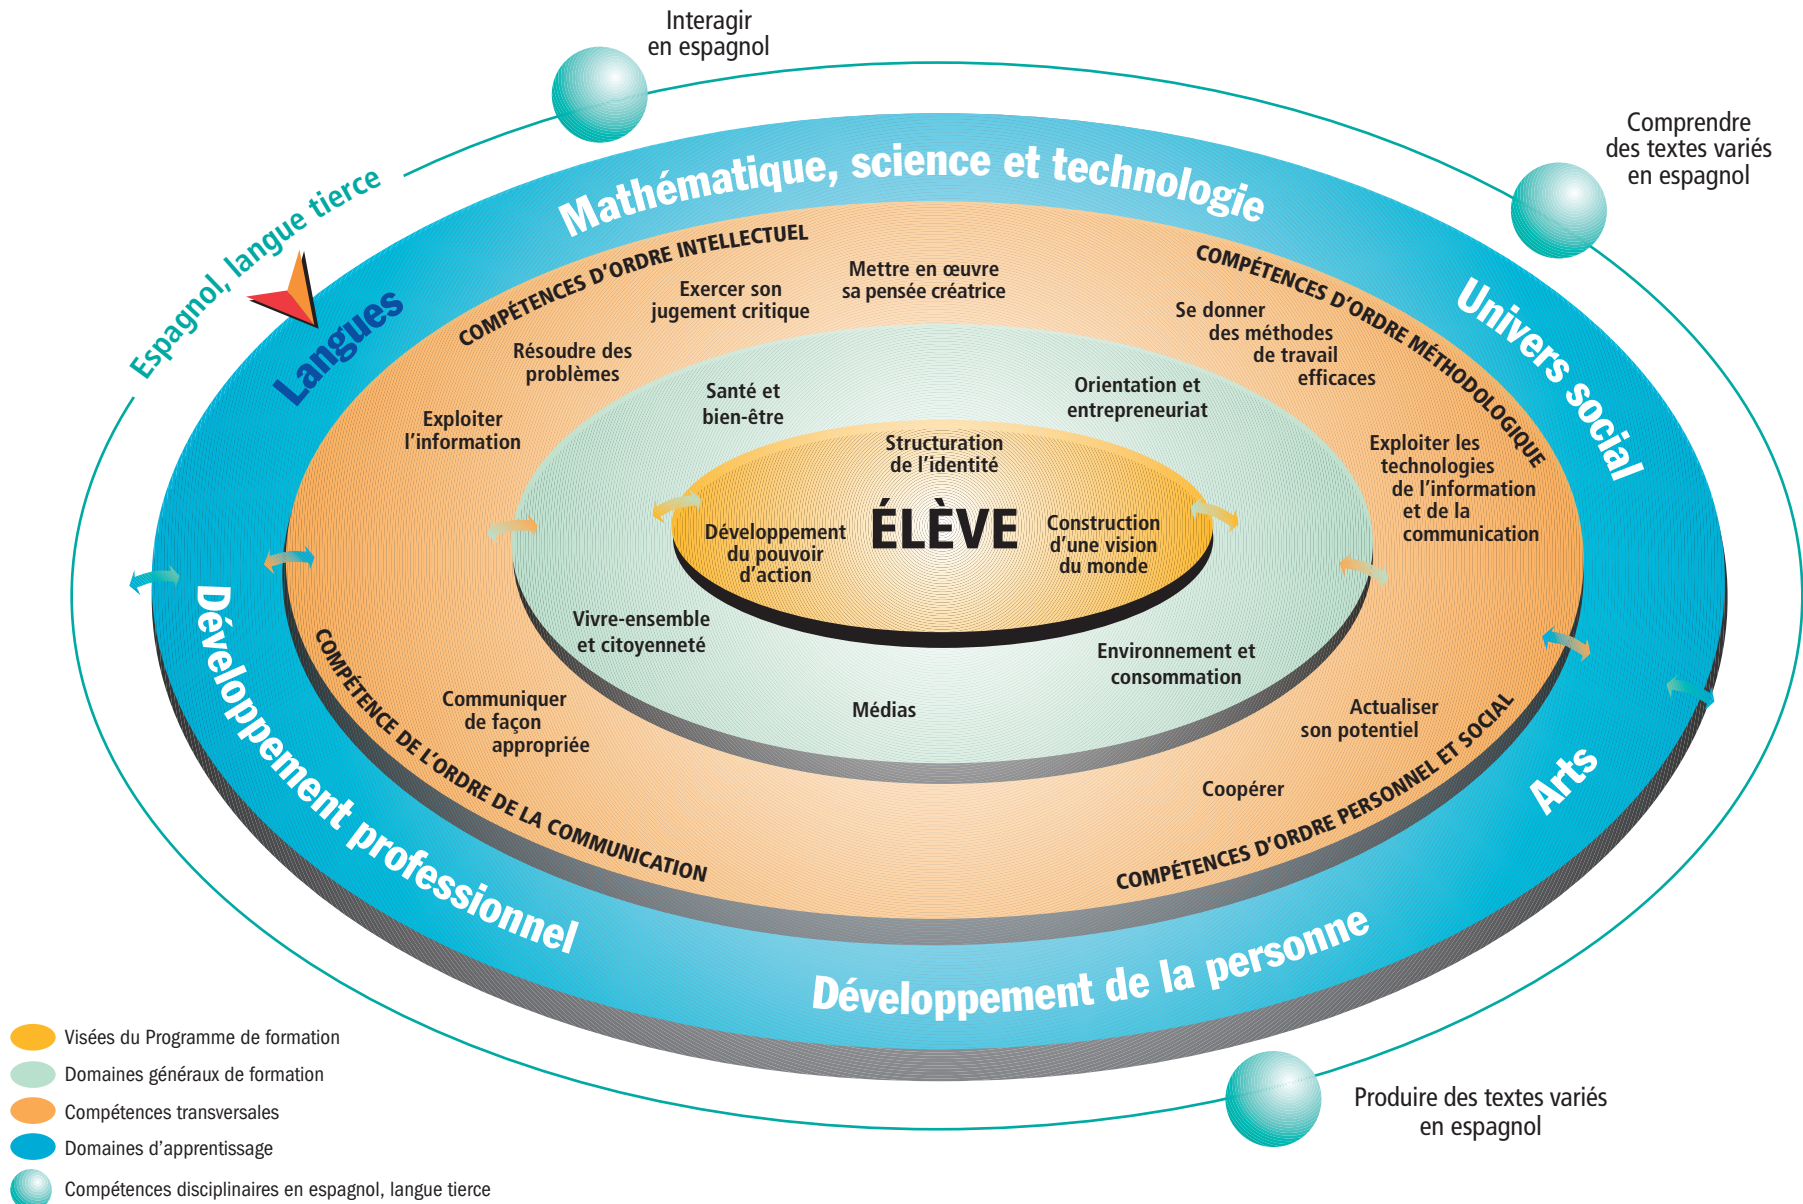 Interagir
en espagnol
Comprendre
des textes variés
en espagnol
Espagnol, langue tierce
Mathématique, science et technologie
Langues
Univers social
COMPÉTENCES D'ORDRE INTELLECTUEL
COMPÉTENCES D'ORDRE MÉTHODOLOGIQUE
Mettre en œuvre
sa pensée créatrice
Exercer son
jugement critique
Résoudre des
problèmes
Exploiter
l'information
Se donner
des méthodes
de travail
efficaces
Exploiter les
technologies
de l'information
et de la
communication
Santé et
bien-être
Orientation et
entrepreneuriat
Structuration
de l'identité
ÉLÈVE
Développement
du pouvoir
d'action
Construction
d'une vision
du monde
Vivre-ensemble
et citoyenneté
Environnement et
consommation
Médias
Communiquer
de façon
appropriée
Actualiser
son potentiel
Coopérer
COMPÉTENCE DE L'ORDRE DE LA COMMUNICATION
COMPÉTENCES D'ORDRE PERSONNEL ET SOCIAL
Développement professionnel
Arts
Développement de la personne
Produire des textes variés
en espagnol
Visées du Programme de formation
Domaines généraux de formation
Compétences transversales
Domaines d'apprentissage
Compétences disciplinaires en espagnol, langue tierce